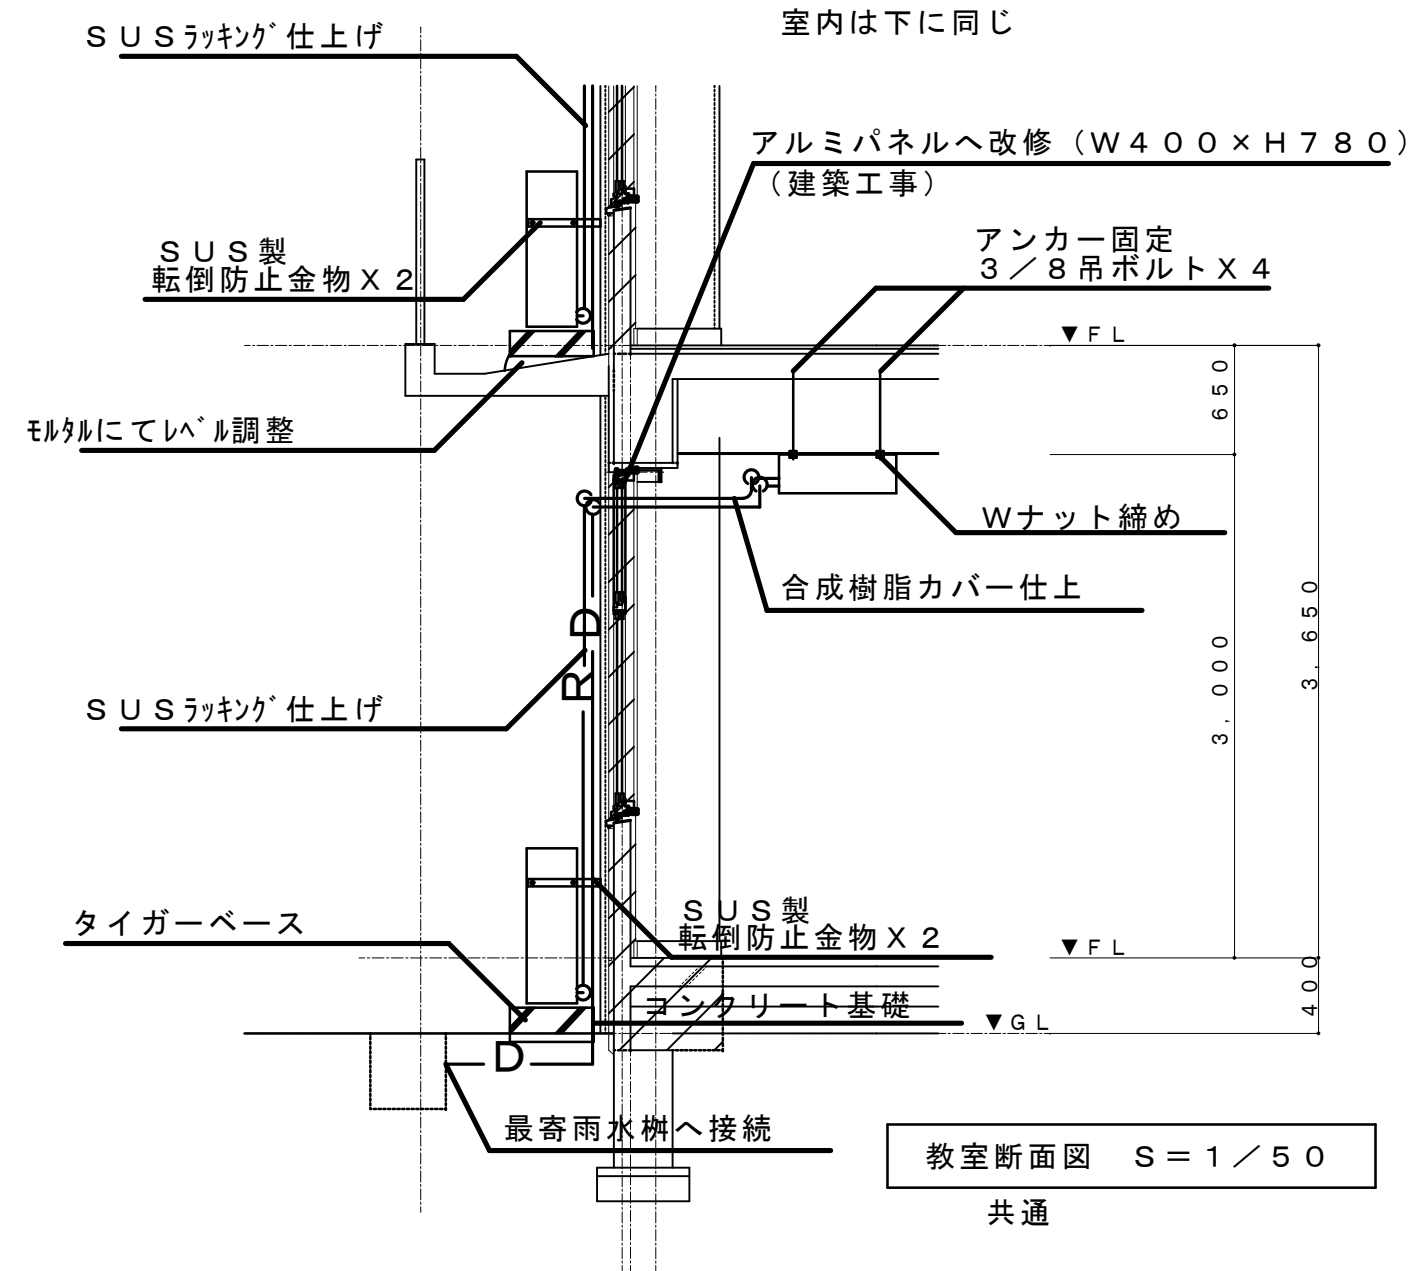 室内は下に同じ
ＳＵＳﾗｯｷﾝｸﾞ仕上げ
アルミパネルへ改修（Ｗ４００×Ｈ７８０）
（建築工事）
ＳＵＳ製
転倒防止金物Ｘ２
アンカー固定
３／８吊ボルトＸ４
▼ＦＬ
６５０
ﾓﾙﾀﾙにてﾚﾍﾞﾙ調整
Ｗナット締め
合成樹脂カバー仕上
３，６５０
３，０００
Ｄ
Ｒ
ＳＵＳﾗｯｷﾝｸﾞ仕上げ
タイガーベース
ＳＵＳ製
転倒防止金物Ｘ２
▼ＦＬ
４００
コンクリート基礎
▼ＧＬ
Ｄ
最寄雨水桝へ接続
教室断面図　Ｓ＝１／５０
共通